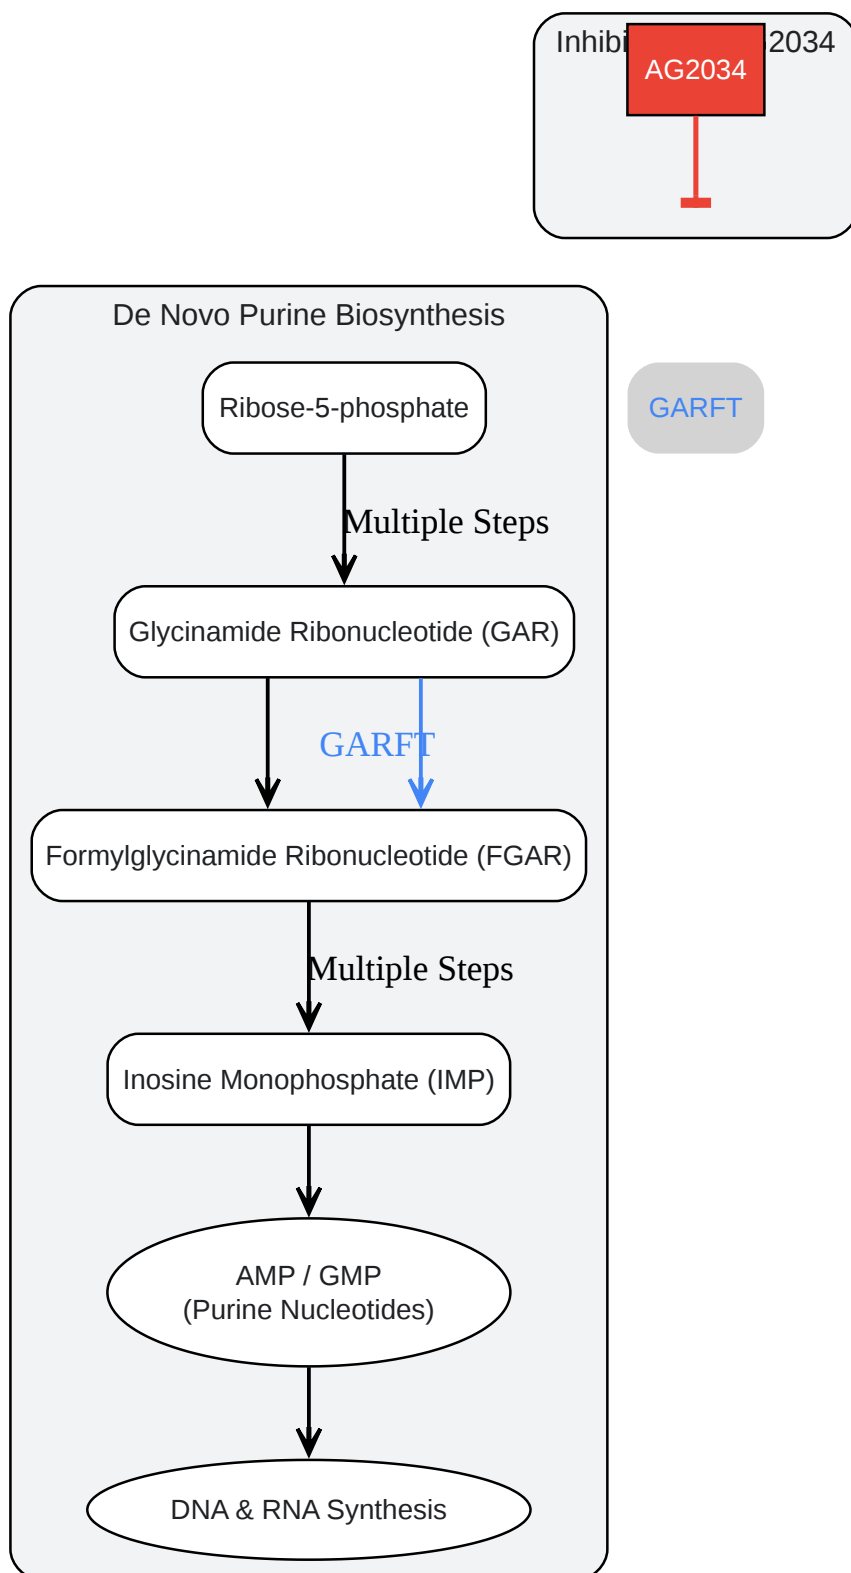 Inhibi 2034
AG2034
De Novo Purine Biosynthesis
Ribose-5-phosphate
GARFT
Multiple Steps
Glycinamide Ribonucleotide (GAR)
GARFT
Formylglycinamide Ribonucleotide (FGAR)
Multiple Steps
Inosine Monophosphate (IMP)
AMP / GMP
(Purine Nucleotides)
DNA & RNA Synthesis